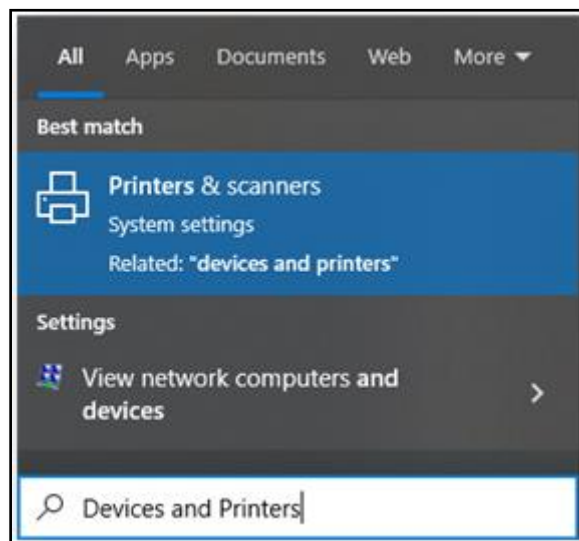 All Apps Documents Web More
Best match
Printers & scanners
System settings
Related: "devices and printers"
Settings
View network computers and
devices
Devices and Printers